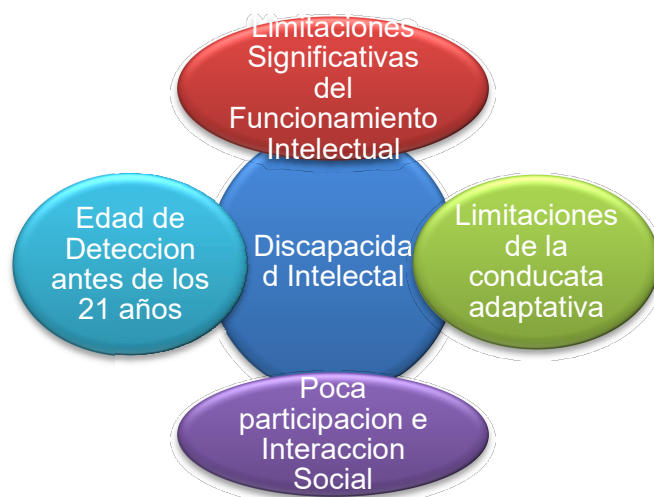 Limitaciones
Significativas
del
Funcionamiento
Intelectual
Edad de
Deteccion
antes de los
21 años
Discapacida
d Intelectal
Limitaciones
de la
conducata
adaptativa
Poca
participacion e
Interaccion
Social